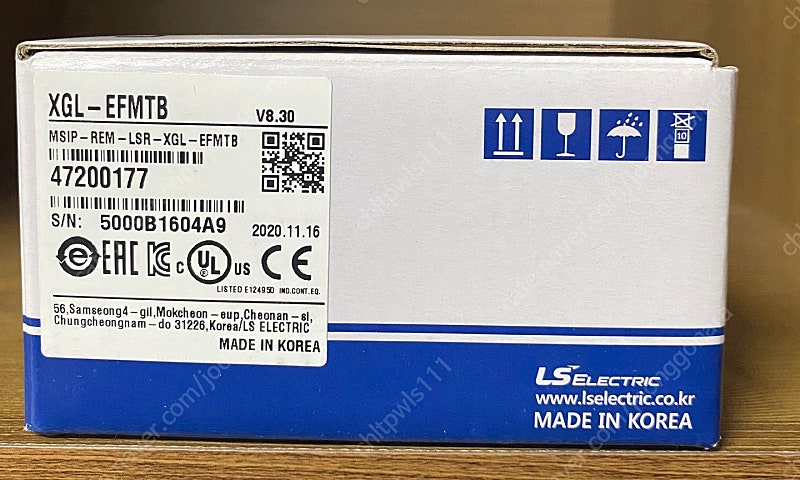 XGL-EFMTB
V8.30
MSIP-REM-LSR-XGL-EFMTB
47200177
S/N: 5000B1604A9
2020.11.16
EAC
c UL US CE
LISTED E124950 IND.CONT.EQ.
56,Samseong4-gil,Mokcheon-eup,Cheonan-si,
Chungcheongnam-do 31226,Korea/LS ELECTRIC
MADE IN KOREA
10
LS ELECTRIC
www.lselectric.co.kr
MADE IN KOREA
chltpwls111